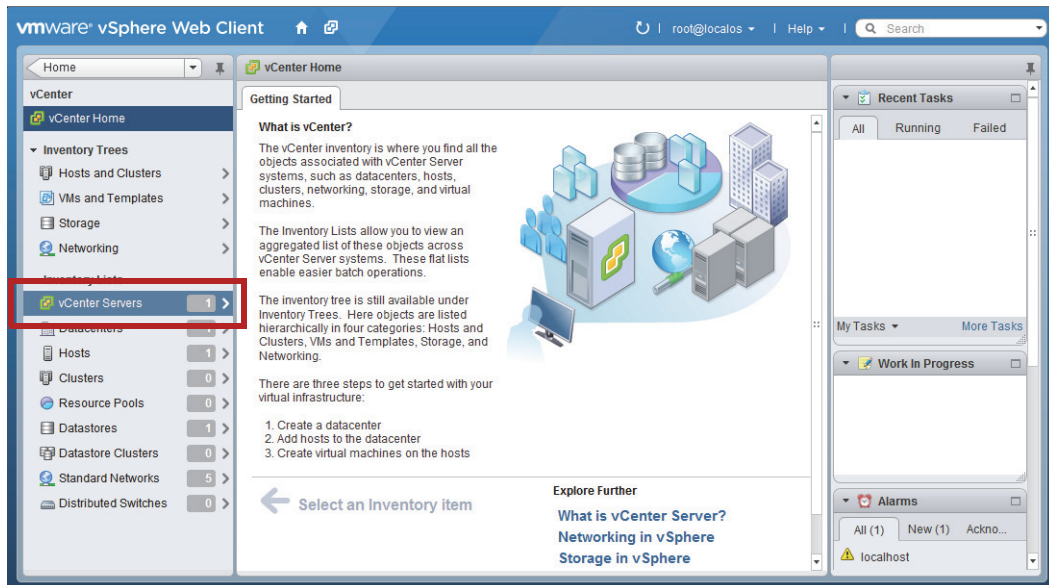 vmware® vSphere Web Client
root@localos
Help
Search
Home
vCenter
vCenter Home
Inventory Trees
Hosts and Clusters
VMs and Templates
Storage
Networking
Inventory Lists
vCenter Servers 1
Datacenters
Hosts 1
Clusters 0
Resource Pools 0
Datastores 1
Datastore Clusters 0
Standard Networks 5
Distributed Switches 0
vCenter Home
Getting Started
What is vCenter?
The vCenter inventory is where you find all the
objects associated with vCenter Server
systems, such as datacenters, hosts,
clusters, networking, storage, and virtual
machines.
The Inventory Lists allow you to view an
aggregated list of these objects across
vCenter Server systems. These flat lists
enable easier batch operations.
The inventory tree is still available under
Inventory Trees. Here objects are listed
hierarchically in four categories: Hosts and
Clusters, VMs and Templates, Storage, and
Networking.
There are three steps to get started with your
virtual infrastructure:
1. Create a datacenter
2. Add hosts to the datacenter
3. Create virtual machines on the hosts
Select an Inventory item
Explore Further
What is vCenter Server?
Networking in vSphere
Storage in vSphere
Recent Tasks
All Running Failed
My Tasks More Tasks
Work In Progress
Alarms
All (1) New (1) Ackno...
localhost